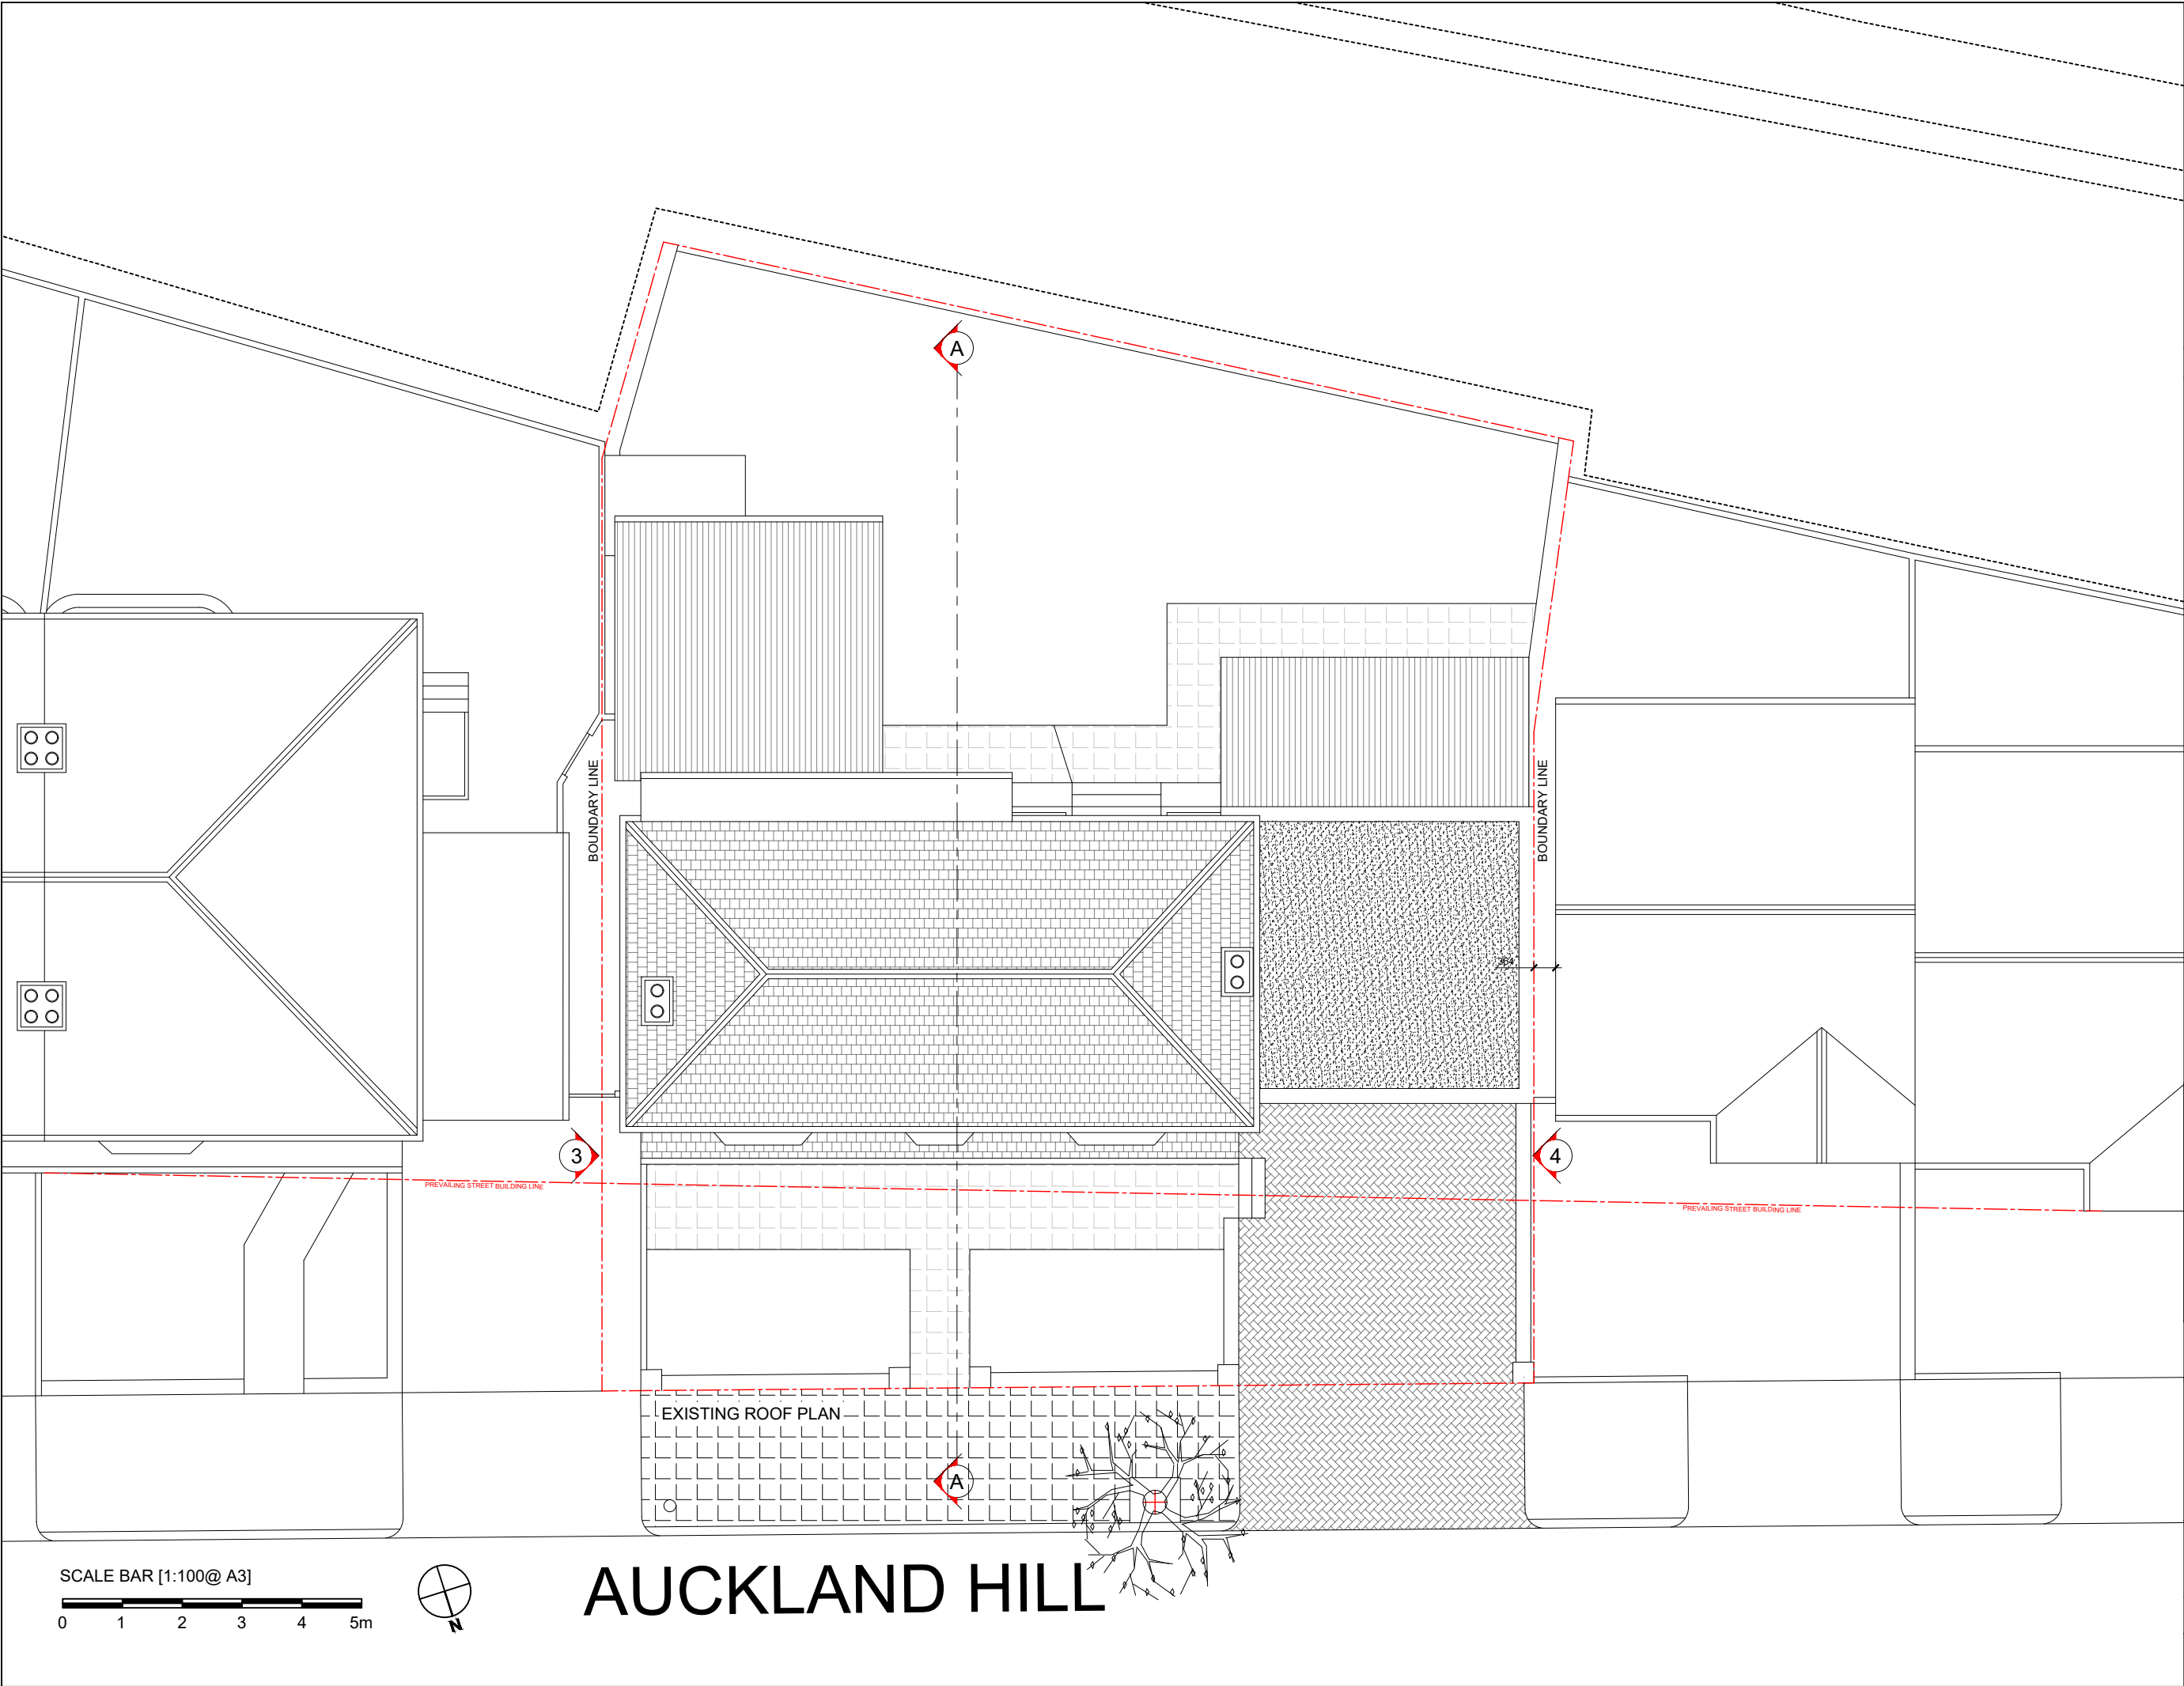 A
BOUNDARY LINE
BOUNDARY LINE
364
3
4
PREVAILING STREET BUILDING LINE
PREVAILING STREET BUILDING LINE
EXISTING ROOF PLAN
A
SCALE BAR [1:100@ A3]
0 1 2 3 4 5m
N
AUCKLAND HILL